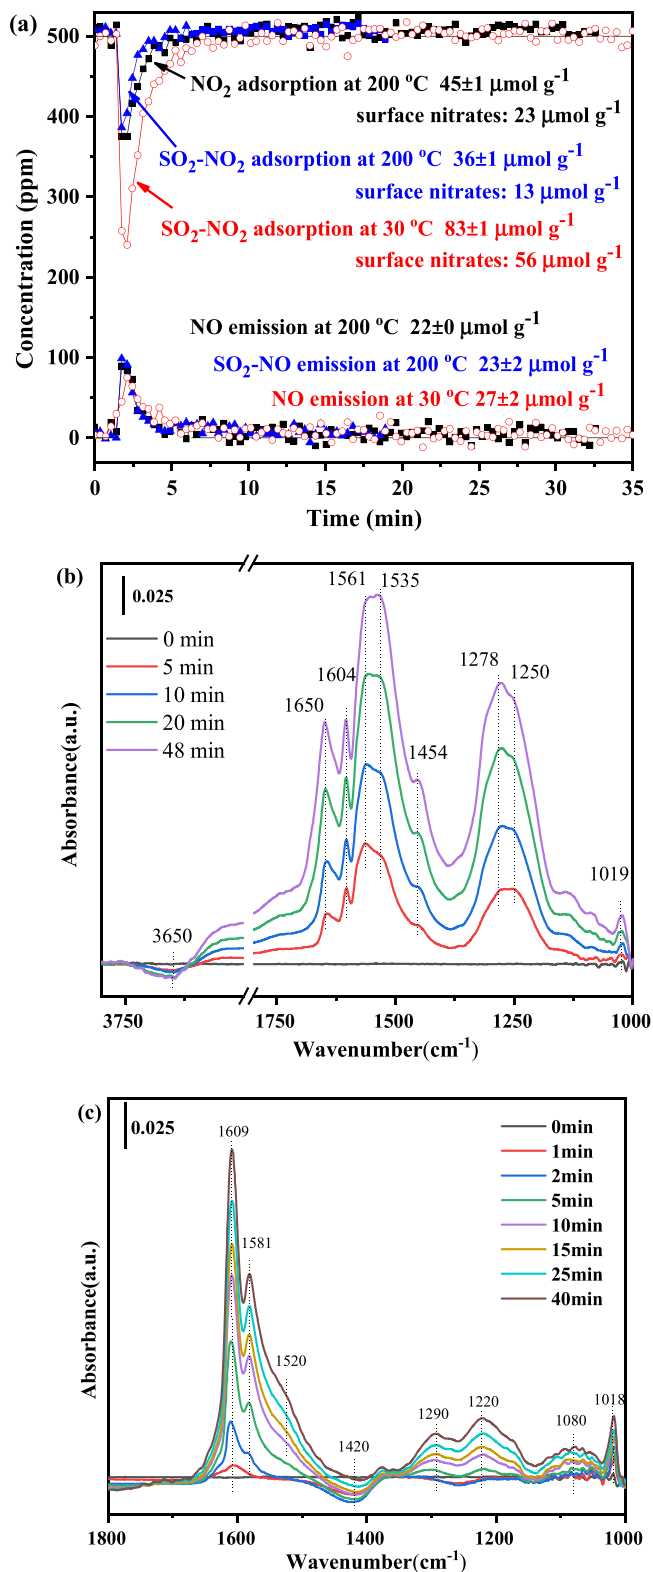 (a)
500
400
300
200
100
0
Concentration (ppm)
NO₂ adsorption at 200 ºC 45±1 μmol g⁻¹
surface nitrates: 23 μmol g⁻¹
SO₂-NO₂ adsorption at 200 ºC 36±1 μmol g⁻¹
surface nitrates: 13 μmol g⁻¹
SO₂-NO₂ adsorption at 30 ºC 83±1 μmol g⁻¹
surface nitrates: 56 μmol g⁻¹
NO emission at 200 ºC 22±0 μmol g⁻¹
SO₂-NO emission at 200 ºC 23±2 μmol g⁻¹
NO emission at 30 ºC 27±2 μmol g⁻¹
0 5 10 15 20 25 30 35
Time (min)
(b)
0.025
0 min
5 min
10 min
20 min
48 min
1561 1535
1650 1604
1454
1278 1250
1019
3650
Absorbance(a.u.)
3750 1750 1500 1250 1000
Wavenumber(cm⁻¹)
(c)
0.025
1609
1581
1520
1420
1290 1220
1080
1018
0min
1min
2min
5min
10min
15min
25min
40min
Absorbance(a.u.)
1800 1600 1400 1200 1000
Wavenumber(cm⁻¹)